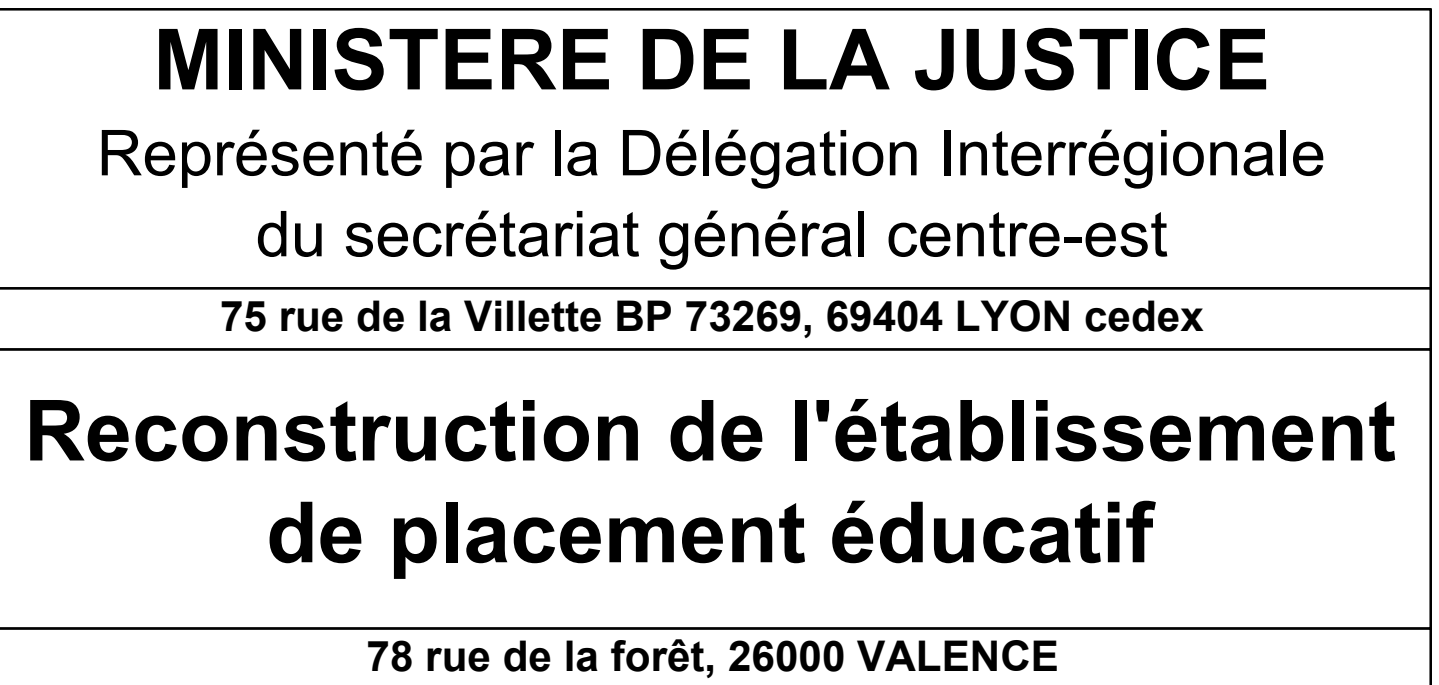 MINISTERE DE LA JUSTICE
Représenté par la Délégation Interrégionale
du secrétariat général centre-est
75 rue de la Villette BP 73269, 69404 LYON cedex
Reconstruction de l'établissement
de placement éducatif
78 rue de la forêt, 26000 VALENCE